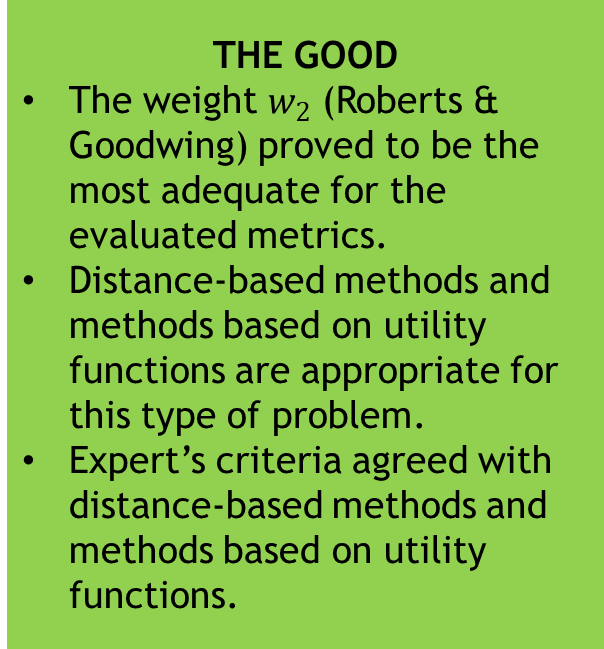 THE GOOD
• The weight w₂ (Roberts &
Goodwing) proved to be the
most adequate for the
evaluated metrics.
• Distance-based methods and
methods based on utility
functions are appropriate for
this type of problem.
• Expert’s criteria agreed with
distance-based methods and
methods based on utility
functions.